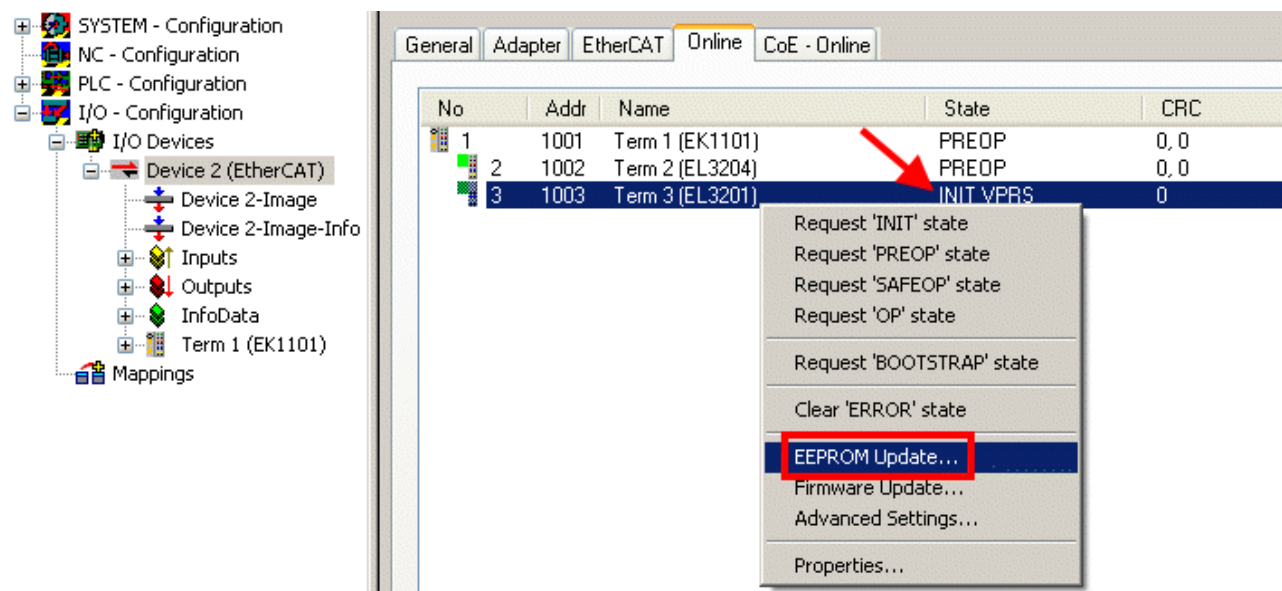 SYSTEM - Configuration
NC - Configuration
PLC - Configuration
I/O - Configuration
I/O Devices
Device 2 (EtherCAT)
Device 2-Image
Device 2-Image-Info
Inputs
Outputs
InfoData
Term 1 (EK1101)
Mappings
General Adapter EtherCAT Online CoE - Online
No Addr Name State CRC
1 1001 Term 1 (EK1101) PREOP 0, 0
2 1002 Term 2 (EL3204) PREOP 0, 0
3 1003 Term 3 (EL3201) INIT VPRS 0
Request 'INIT' state
Request 'PREOP' state
Request 'SAFEOP' state
Request 'OP' state
Request 'BOOTSTRAP' state
Clear 'ERROR' state
EEPROM Update...
Firmware Update...
Advanced Settings...
Properties...